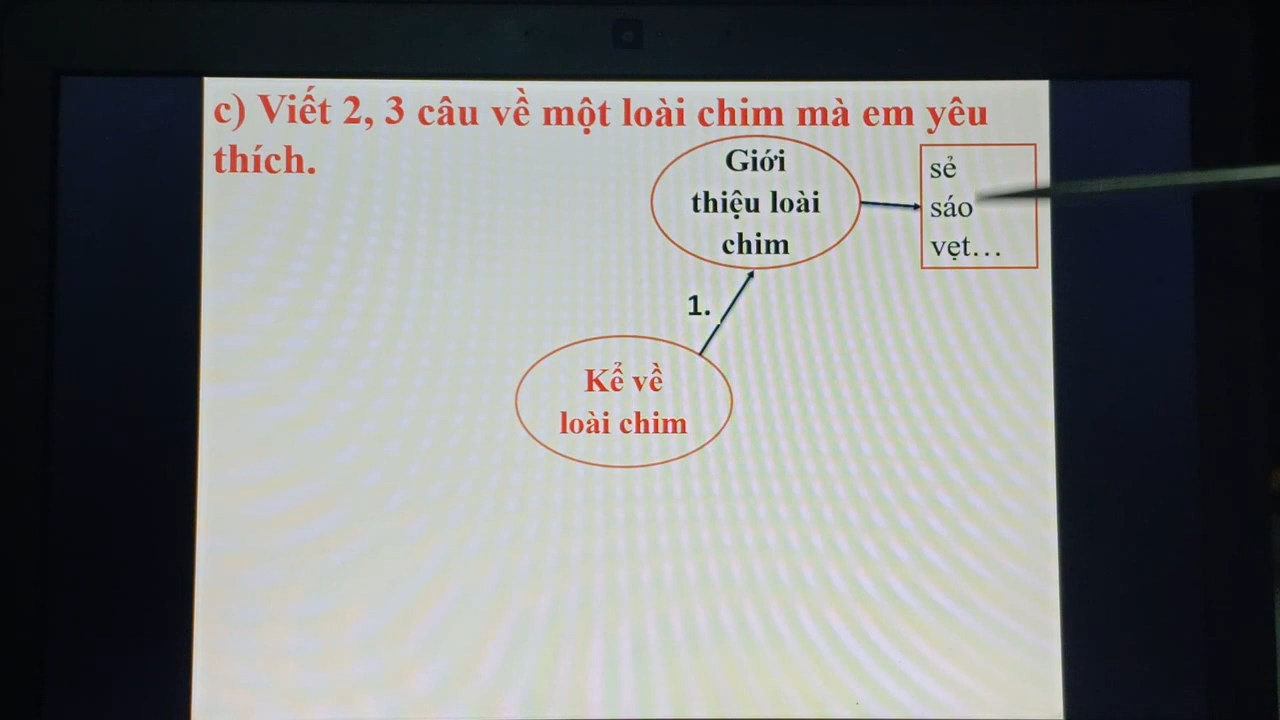 c) Viết 2, 3 câu về một loài chim mà em yêu
thích.
Giới
thiệu loài
chim
sẻ
sáo
vẹt...
1.
Kể về
loài chim